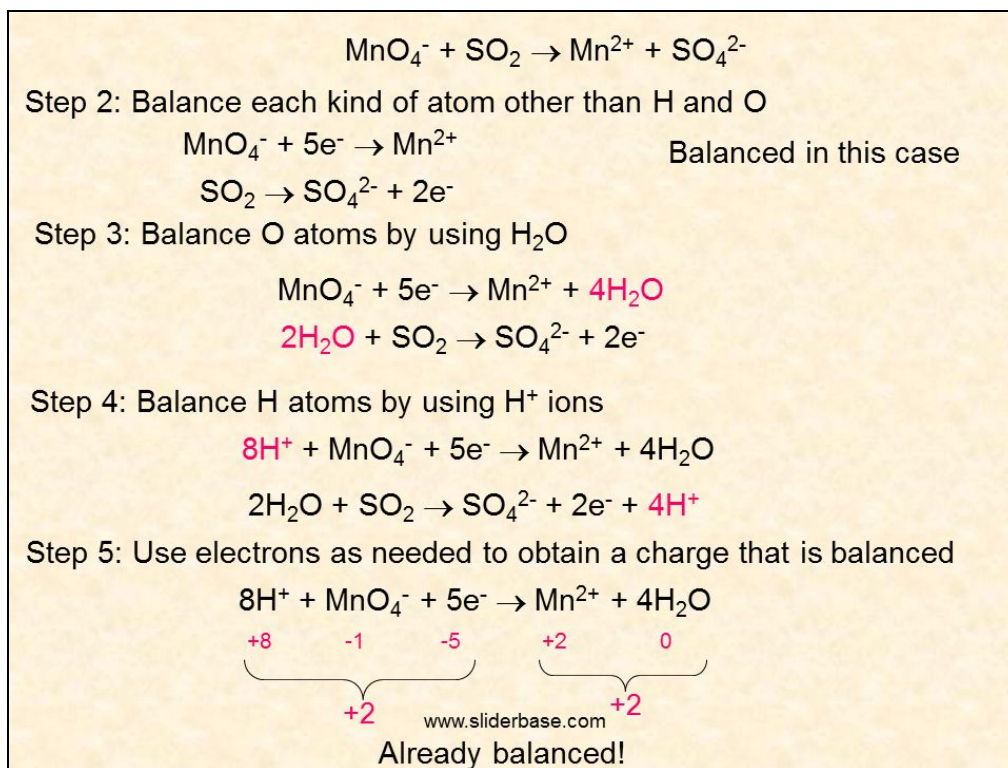 MnO₄⁻ + SO₂ → Mn²⁺ + SO₄²⁻
Step 2: Balance each kind of atom other than H and O
MnO₄⁻ + 5e⁻ → Mn²⁺
Balanced in this case
SO₂ → SO₄²⁻ + 2e⁻
Step 3: Balance O atoms by using H₂O
MnO₄⁻ + 5e⁻ → Mn²⁺ + 4H₂O
2H₂O + SO₂ → SO₄²⁻ + 2e⁻
Step 4: Balance H atoms by using H⁺ ions
8H⁺ + MnO₄⁻ + 5e⁻ → Mn²⁺ + 4H₂O
2H₂O + SO₂ → SO₄²⁻ + 2e⁻ + 4H⁺
Step 5: Use electrons as needed to obtain a charge that is balanced
8H⁺ + MnO₄⁻ + 5e⁻ → Mn²⁺ + 4H₂O
+8 -1 -5 +2 0
+2 +2
www.sliderbase.com
Already balanced!